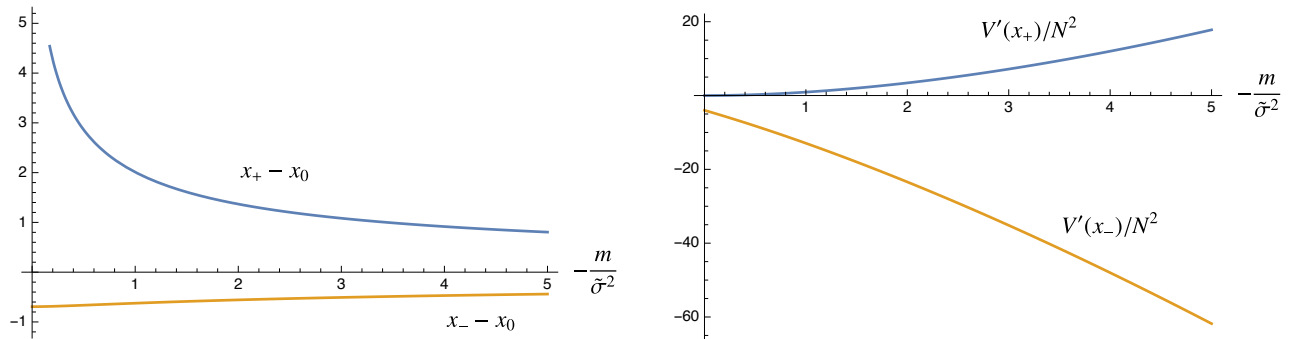 5
4
3
2
1
-1
1 2 3 4 5
x₊ − x₀
x₋ − x₀
−m/σ̃²
20
-20
-40
-60
1 2 3 4 5
V′(x₊)/N²
V′(x₋)/N²
−m/σ̃²